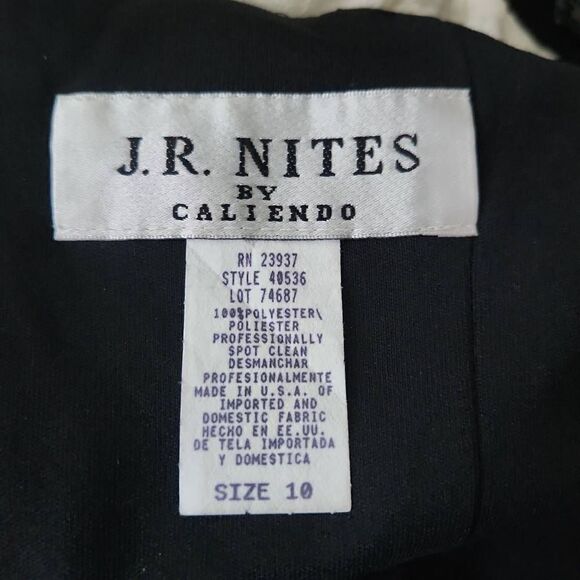 J.R. NITES
BY
CALIENDO
RN 23937
STYLE 40536
LOT 74687
100%POLYESTER\
POLIESTER
PROFESSIONALLY
SPOT CLEAN
DESMANCHAR
PROFESIONALMENTE
MADE IN U.S.A. OF
IMPORTED AND
DOMESTIC FABRIC
HECHO EN EE.UU.
DE TELA IMPORTADA
Y DOMESTICA
SIZE 10